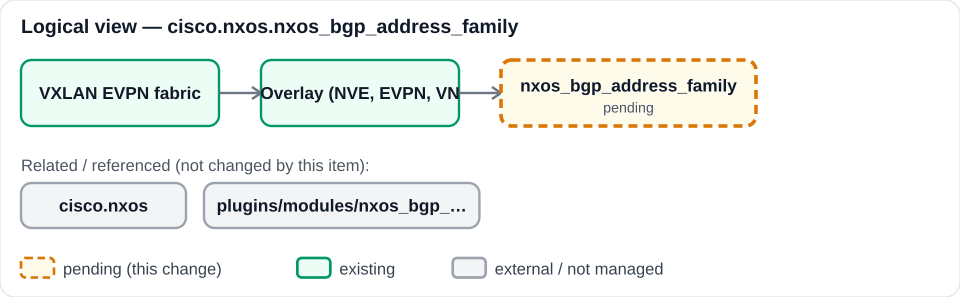 Logical view — cisco.nxos.nxos_bgp_address_family
VXLAN EVPN fabric
Overlay (NVE, EVPN, VN
nxos_bgp_address_family
pending
Related / referenced (not changed by this item):
cisco.nxos
plugins/modules/nxos_bgp_…
pending (this change)
existing
external / not managed